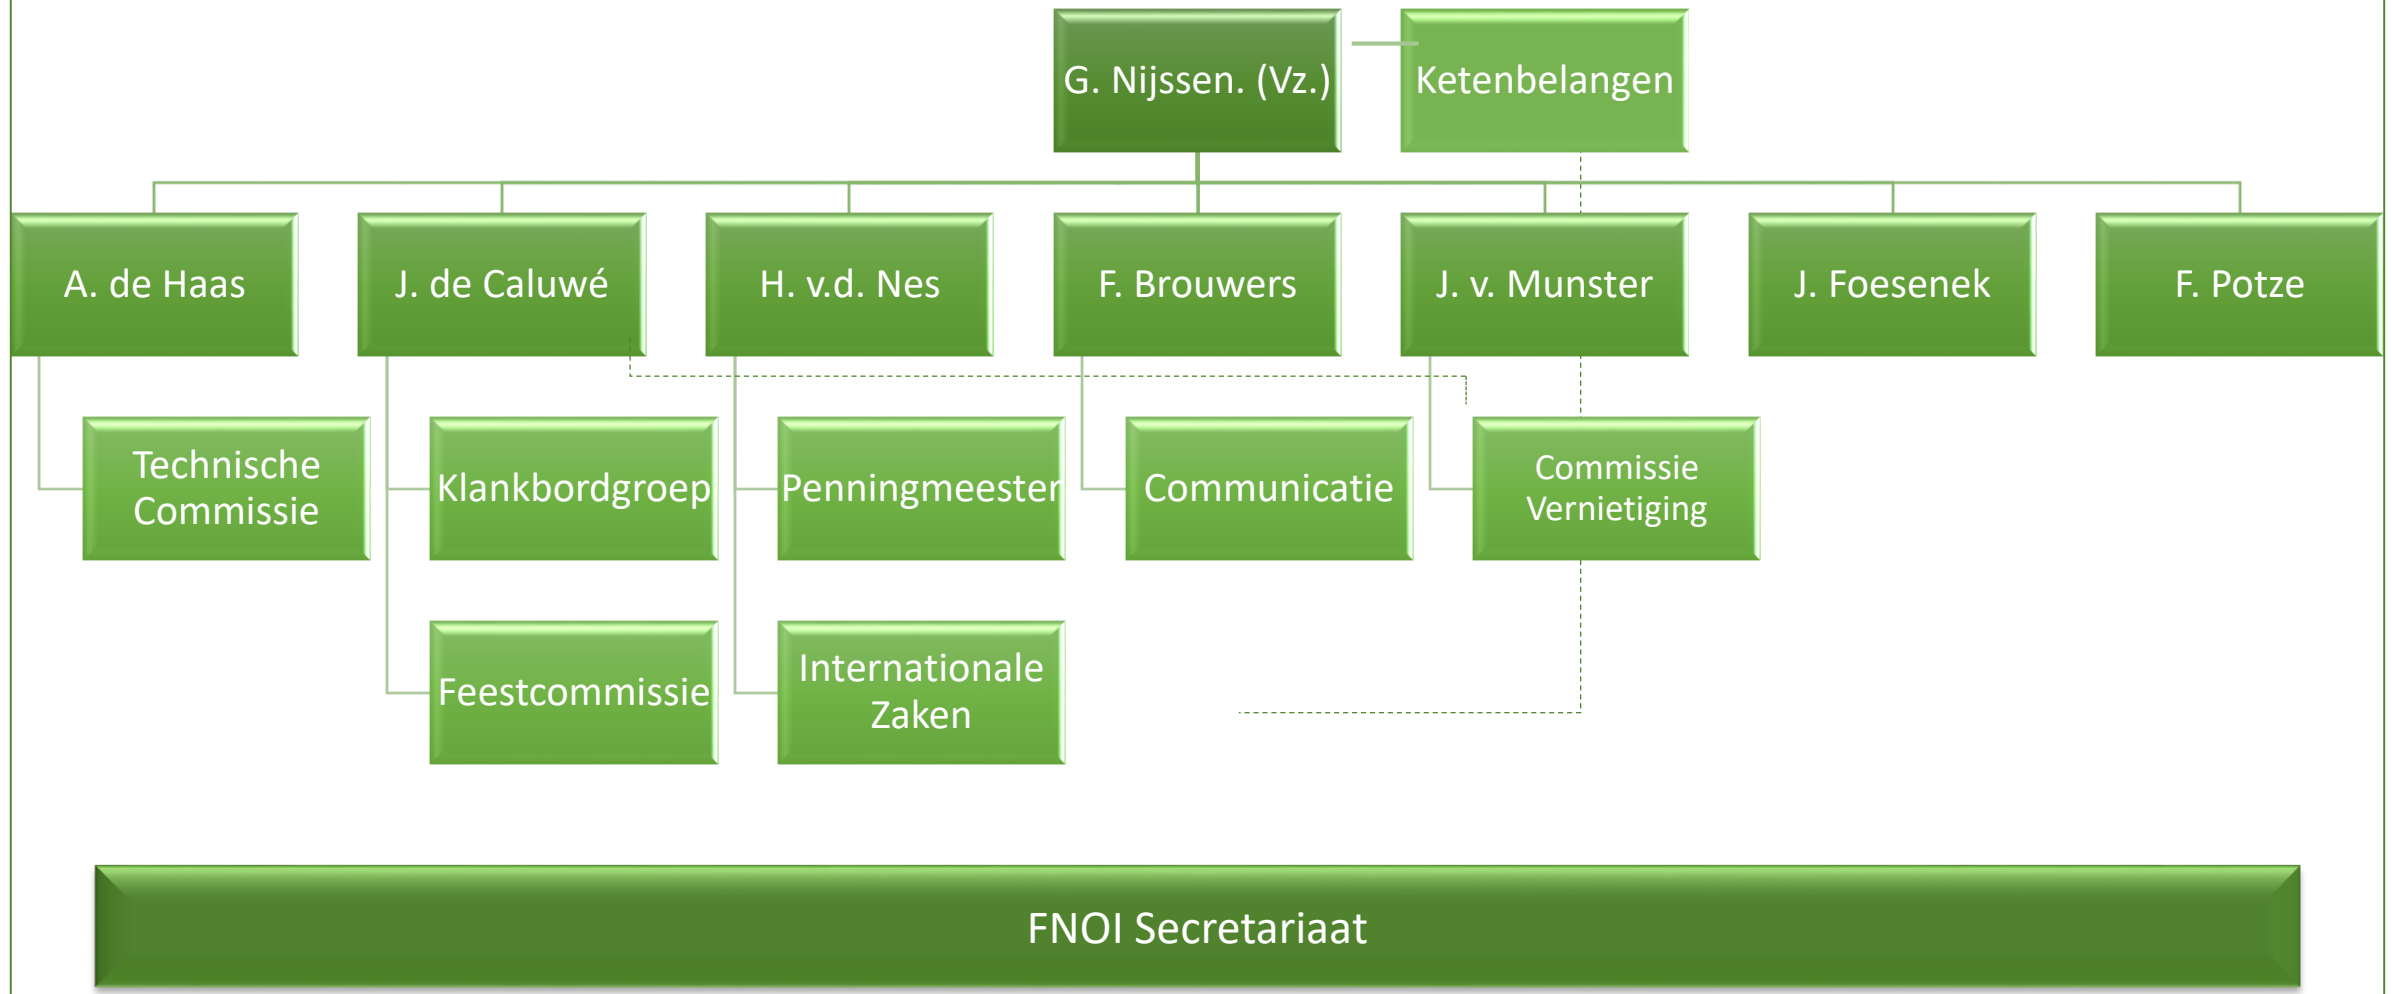 G. Nijssen. (Vz.)
Ketenbelangen
A. de Haas
J. de Caluwé
H. v.d. Nes
F. Brouwers
J. v. Munster
J. Foesenek
F. Potze
Technische
Commissie
Klankbordgroep
Penningmeester
Communicatie
Commissie
Vernietiging
Feestcommissie
Internationale
Zaken
FNOI Secretariaat